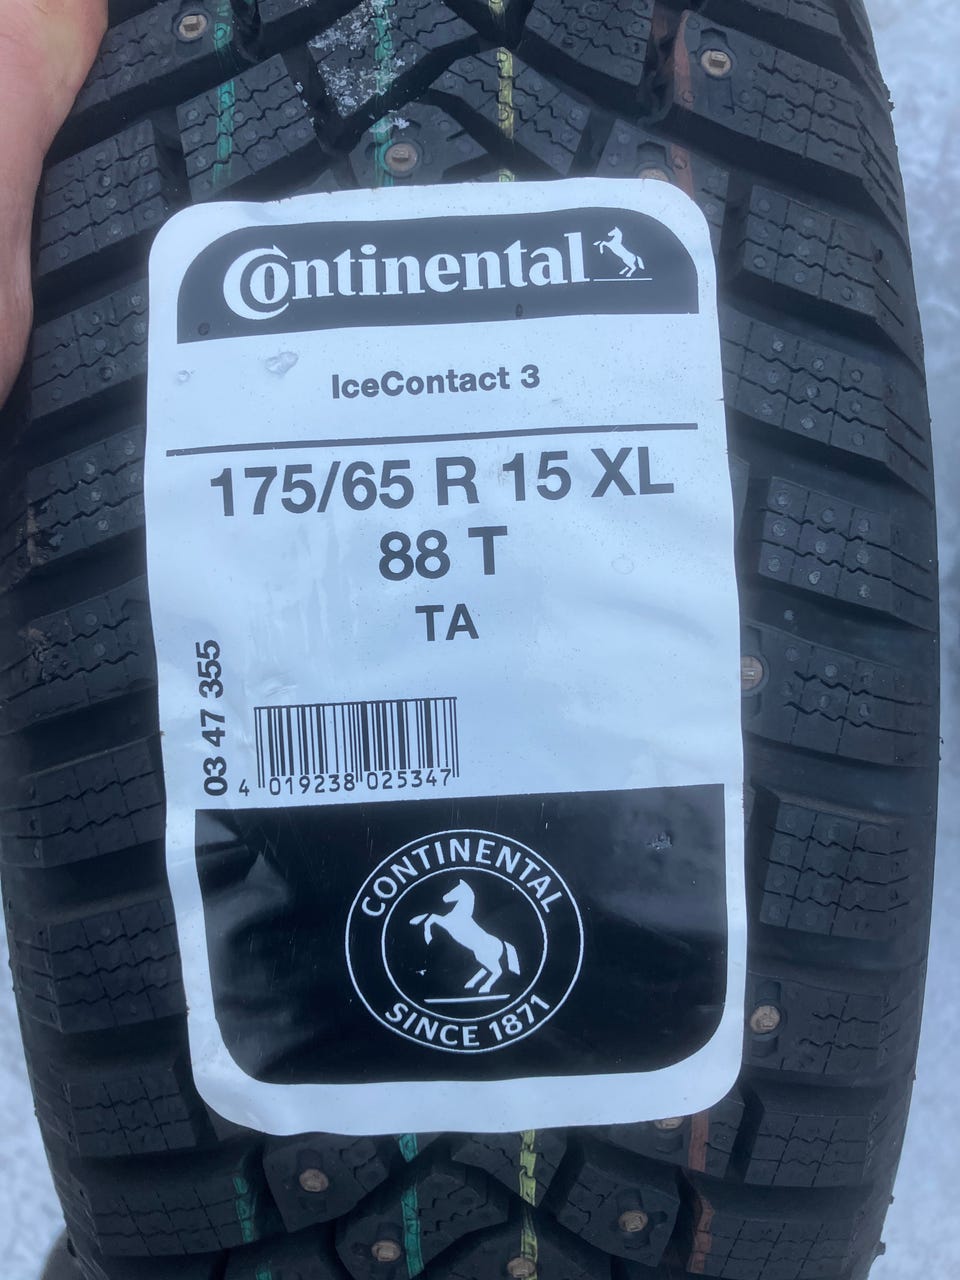 Continental
IceContact 3
175/65 R 15 XL
88 T
TA
03 47 355
4 019238 025347
CONTINENTAL
SINCE 1871